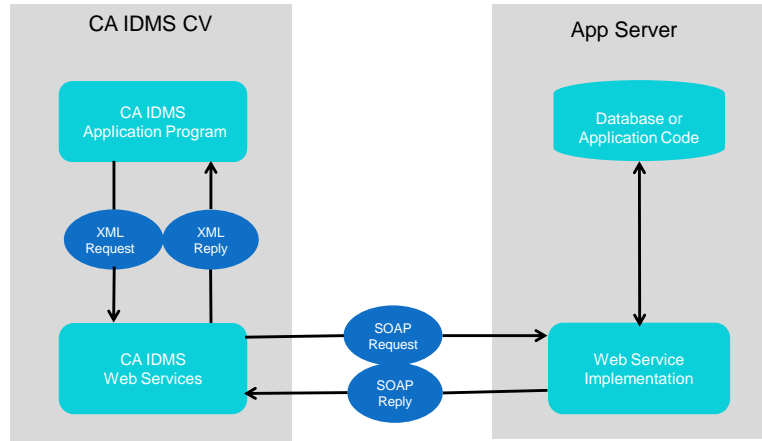 CA IDMS CV
App Server
CA IDMS
Application Program
Database or
Application Code
XML
Request
XML
Reply
SOAP
Request
CA IDMS
Web Services
Web Service
Implementation
SOAP
Reply